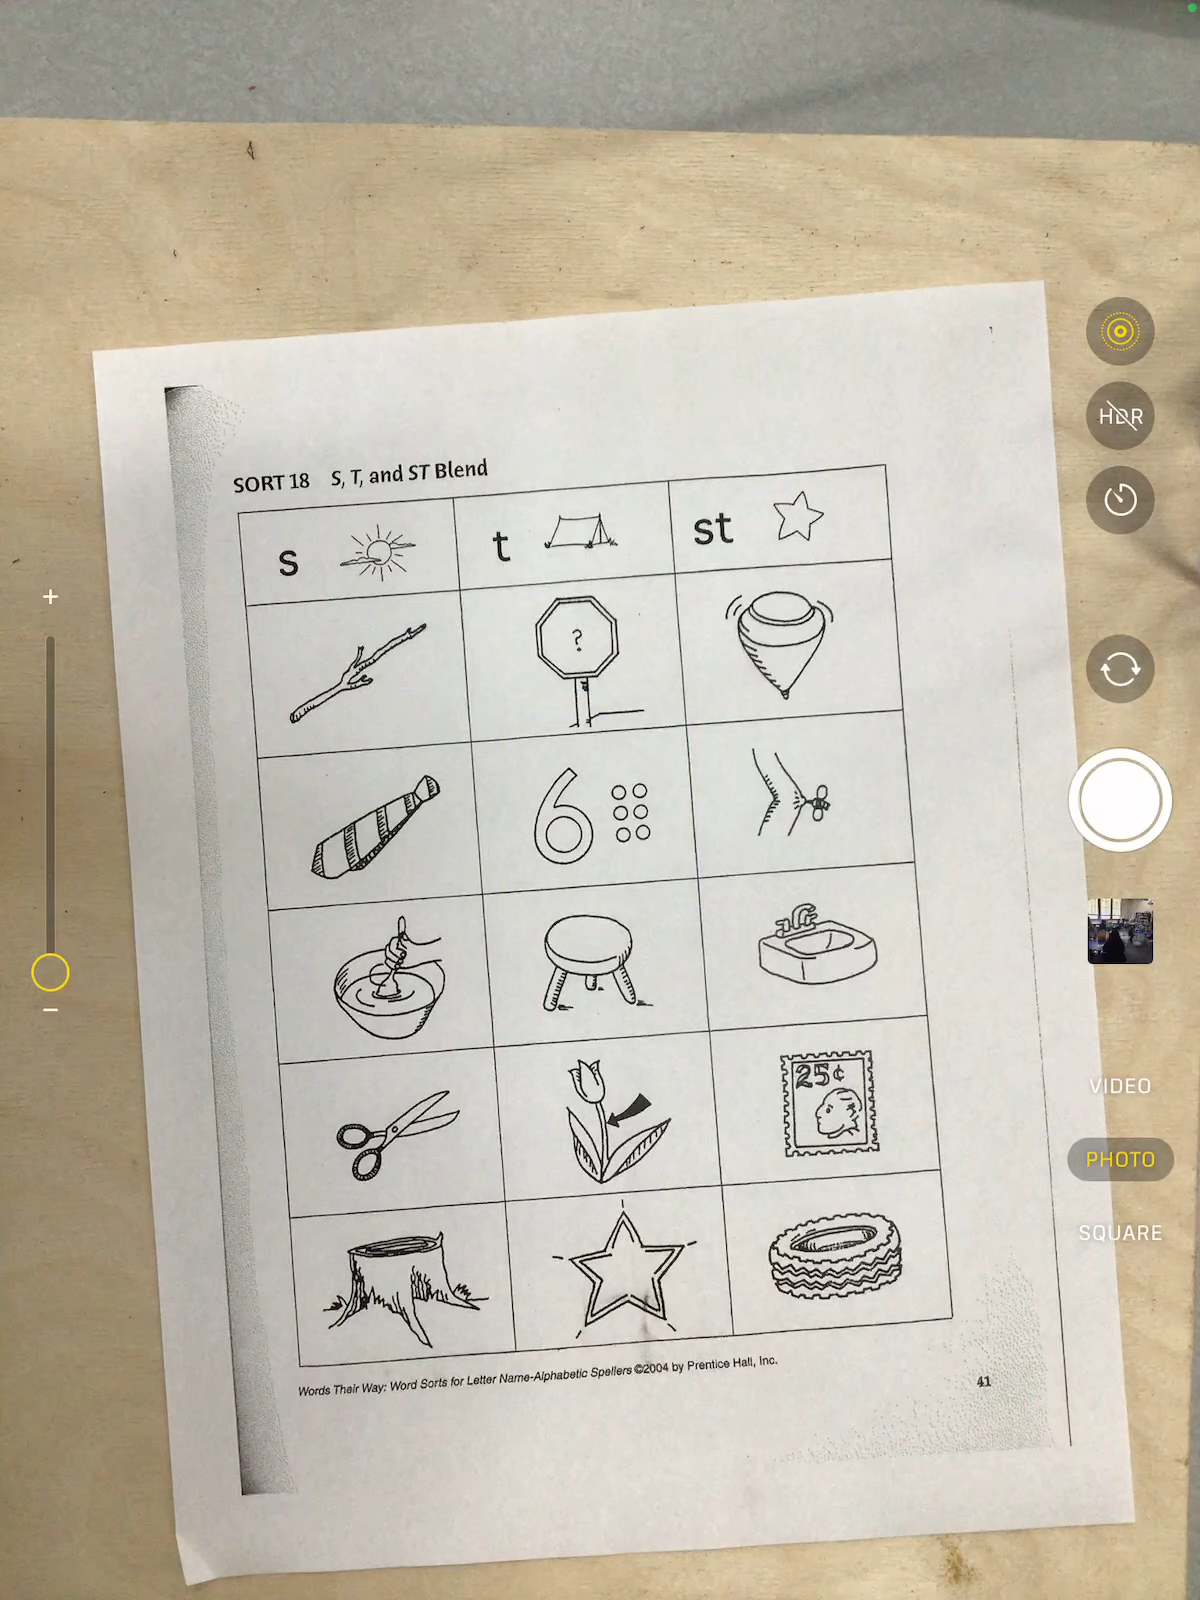 SORT 18 S, T, and ST Blend
s t st
?
6
25¢
Words Their Way: Word Sorts for Letter Name-Alphabetic Spellers ©2004 by Prentice Hall, Inc.
41
HDR
VIDEO
PHOTO
SQUARE